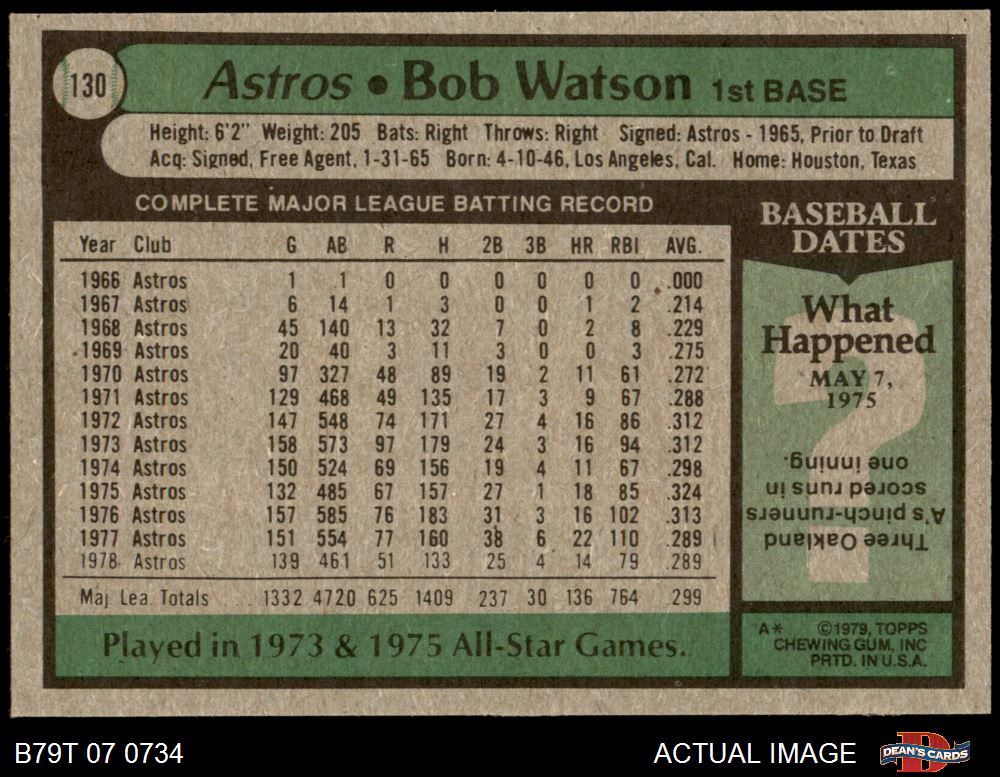 130
Astros • Bob Watson 1st BASE
Height: 6'2" Weight: 205 Bats: Right Throws: Right Signed: Astros - 1965, Prior to Draft
Acq: Signed, Free Agent, 1-31-65 Born: 4-10-46, Los Angeles, Cal. Home: Houston, Texas
COMPLETE MAJOR LEAGUE BATTING RECORD
Year Club G AB R H 2B 3B HR RBI AVG.
1966 Astros 1 1 0 0 0 0 0 0 .000
1967 Astros 6 14 1 3 0 0 1 2 .214
1968 Astros 45 140 13 32 7 0 2 8 .229
1969 Astros 20 40 3 11 3 0 0 3 .275
1970 Astros 97 327 48 89 19 2 11 61 .272
1971 Astros 129 468 49 135 17 3 9 67 .288
1972 Astros 147 548 74 171 27 4 16 86 .312
1973 Astros 158 573 97 179 24 3 16 94 .312
1974 Astros 150 524 69 156 19 4 11 67 .298
1975 Astros 132 485 67 157 27 1 18 85 .324
1976 Astros 157 585 76 183 31 3 16 102 .313
1977 Astros 151 554 77 160 38 6 22 110 .289
1978 Astros 139 461 51 133 25 4 14 79 .289
Maj. Lea. Totals 1332 4720 625 1409 237 30 136 764 .299
Played in 1973 & 1975 All-Star Games.
BASEBALL
DATES
What
Happened
MAY 7,
1975
?
Three Oakland
A's pinch-runners
scored runs in
one inning.
A* ©1979, TOPPS
CHEWING GUM, INC
PRTD. IN U.S.A.
B79T 07 0734
ACTUAL IMAGE
DEAN'S CARDS